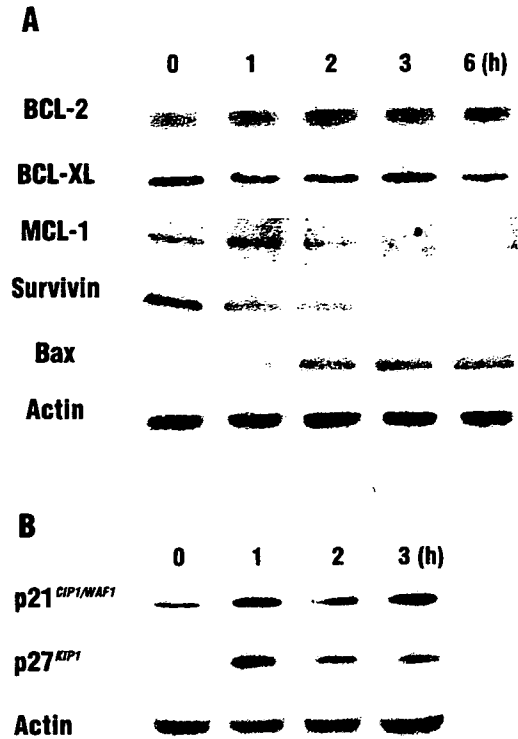 A
0 1 2 3 6 (h)
BCL-2
BCL-XL
MCL-1
Survivin
Bax
Actin
B
0 1 2 3 (h)
p21CIP1/WAF1
p27KIP1
Actin